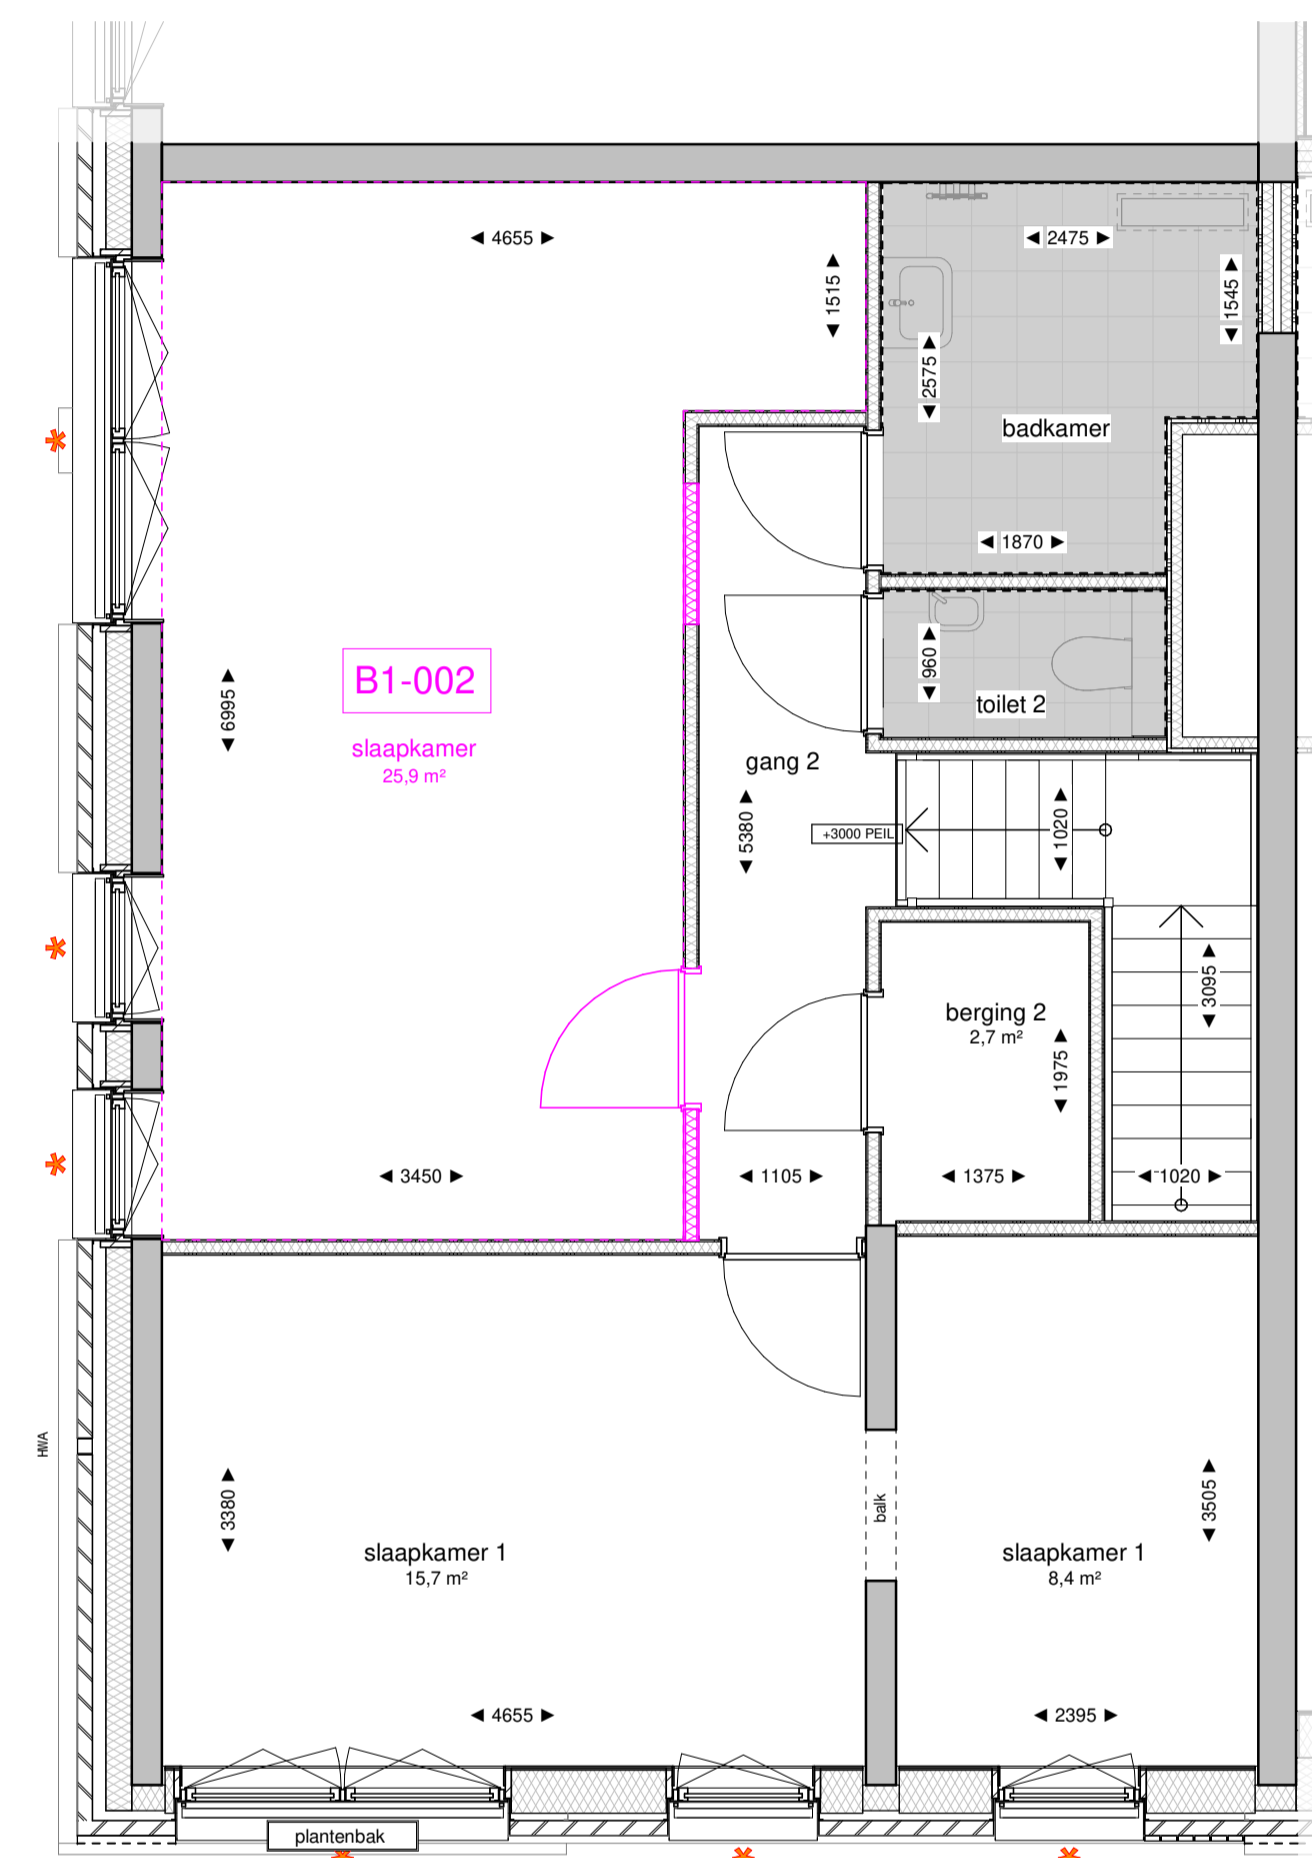 4655
2475
1515
1545
2575
badkamer
1870
B1-002
slaapkamer
25,9 m²
6995
960
toilet 2
gang 2
5380
+3000 PEIL
1020
berging 2
2,7 m²
3095
1975
3450
1105
1375
1020
HWA
3380
balk
3505
slaapkamer 1
15,7 m²
slaapkamer 1
8,4 m²
4655
2395
plantenbak